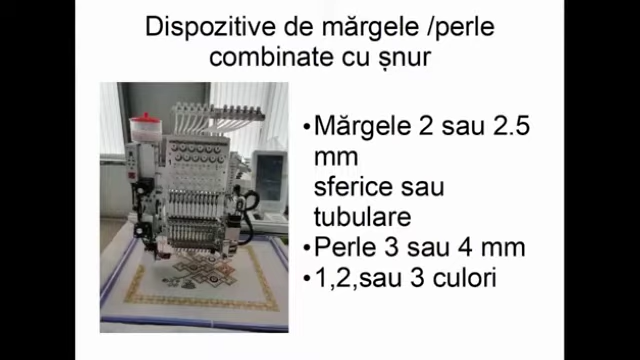 Dispozitive de mărgele /perle
combinate cu șnur
•Mărgele 2 sau 2.5
mm
sferice sau
tubulare
•Perle 3 sau 4 mm
•1,2,sau 3 culori